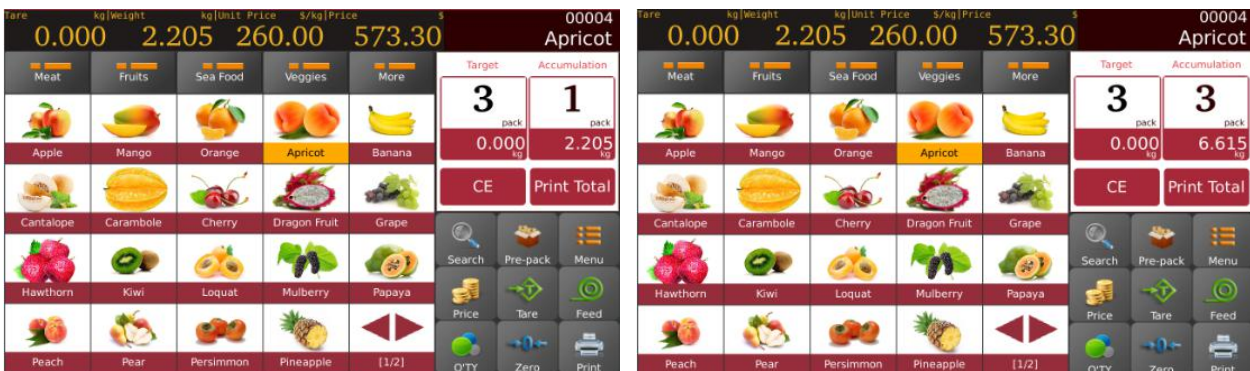 Tare kg|Weight kg|Unit Price $/kg|Price $
0.000 2.205 260.00 573.30
00004
Apricot
Meat Fruits Sea Food Veggies More
Target Accumulation
3 1
pack pack
0.000 2.205
kg kg
Apple Mango Orange Apricot Banana
CE Print Total
Cantalope Carambole Cherry Dragon Fruit Grape
Search Pre-pack Menu
Hawthorn Kiwi Loquat Mulberry Papaya
Price Tare Feed
Peach Pear Persimmon Pineapple [1/2]
Q'TY Zero Print
Tare kg|Weight kg|Unit Price $/kg|Price $
0.000 2.205 260.00 573.30
00004
Apricot
Meat Fruits Sea Food Veggies More
Target Accumulation
3 3
pack pack
0.000 6.615
kg kg
Apple Mango Orange Apricot Banana
CE Print Total
Cantalope Carambole Cherry Dragon Fruit Grape
Search Pre-pack Menu
Hawthorn Kiwi Loquat Mulberry Papaya
Price Tare Feed
Peach Pear Persimmon Pineapple [1/2]
Q'TY Zero Print